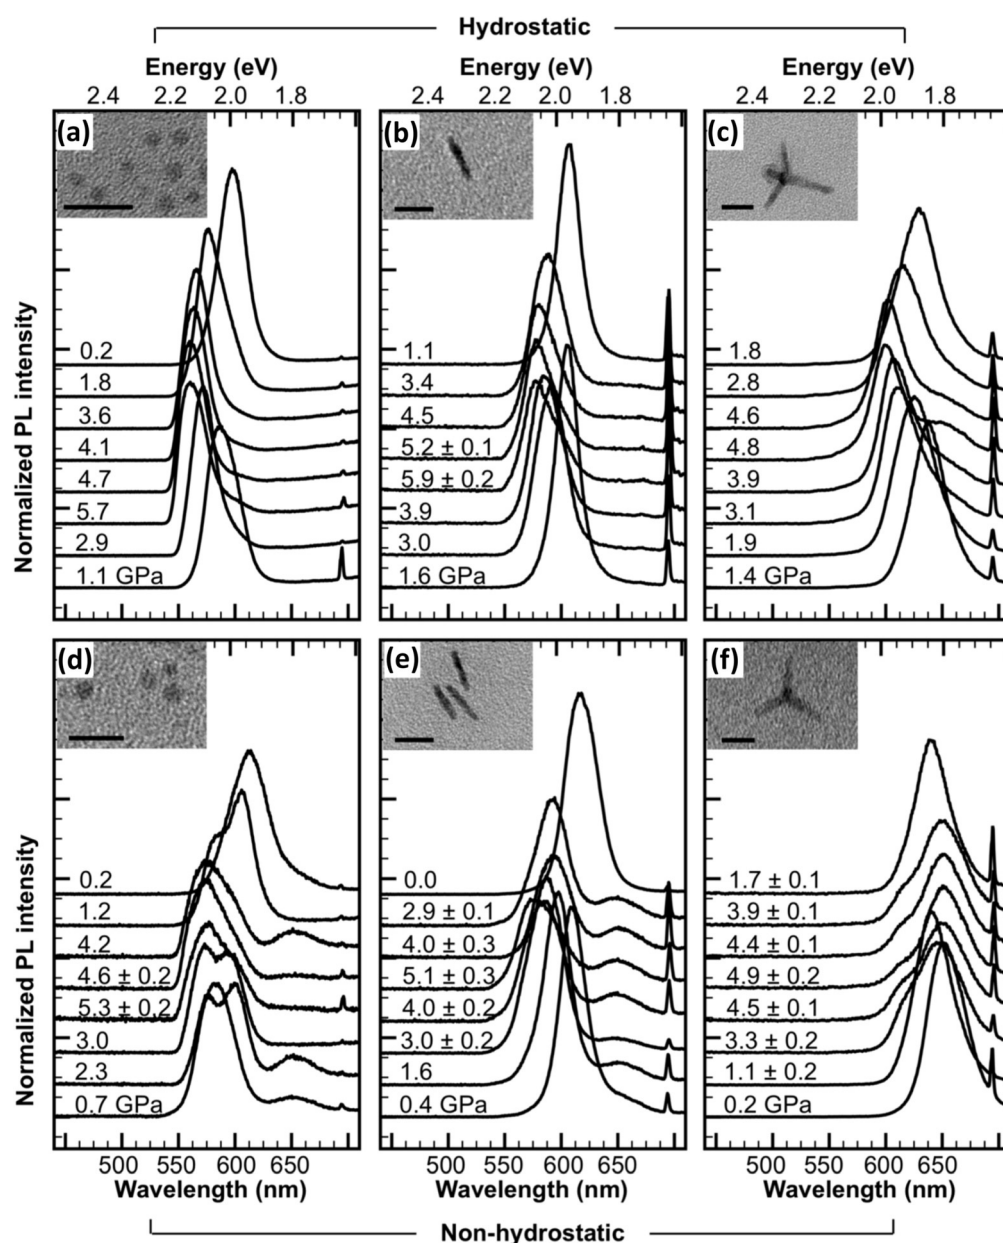 Hydrostatic
Energy (eV) Energy (eV) Energy (eV)
2.4 2.2 2.1 2.0 1.8 2.4 2.2 2.1 2.0 1.8 2.4 2.2 2.0 1.8
(a) (b) (c)
Normalized PL intensity
0.2
1.8
3.6
4.1
4.7
5.7
2.9
1.1 GPa
1.1
3.4
4.5
5.2 ± 0.1
5.9 ± 0.2
3.9
3.0
1.6 GPa
1.8
2.8
4.6
4.8
3.9
3.1
1.9
1.4 GPa
(d) (e) (f)
Normalized PL intensity
0.2
1.2
4.2
4.6 ± 0.2
5.3 ± 0.2
3.0
2.3
0.7 GPa
0.0
2.9 ± 0.1
4.0 ± 0.3
5.1 ± 0.3
4.0 ± 0.2
3.0 ± 0.2
1.6
0.4 GPa
1.7 ± 0.1
3.9 ± 0.1
4.4 ± 0.1
4.9 ± 0.2
4.5 ± 0.1
3.3 ± 0.2
1.1 ± 0.2
0.2 GPa
500 550 600 650 500 550 600 650 500 550 600 650
Wavelength (nm) Wavelength (nm) Wavelength (nm)
Non-hydrostatic